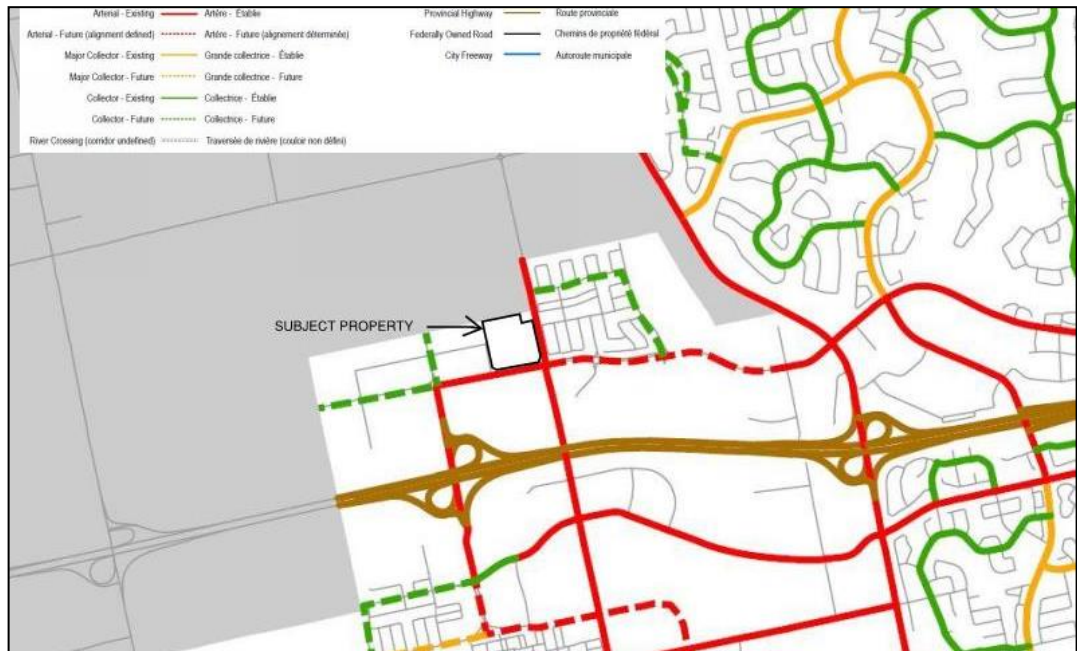 Arterial - Existing Artère - Établie
Arterial - Future (alignment defined) Artère - Future (alignement déterminée)
Major Collector - Existing Grande collectrice - Établie
Major Collector - Future Grande collectrice - Future
Collector - Existing Collectrice - Établie
Collector - Future Collectrice - Future
River Crossing (corridor undefined) Traversée de rivière (couloir non défini)
Provincial Highway Route provinciale
Federally Owned Road Chemins de propriété fédéral
City Freeway Autoroute municipale
SUBJECT PROPERTY